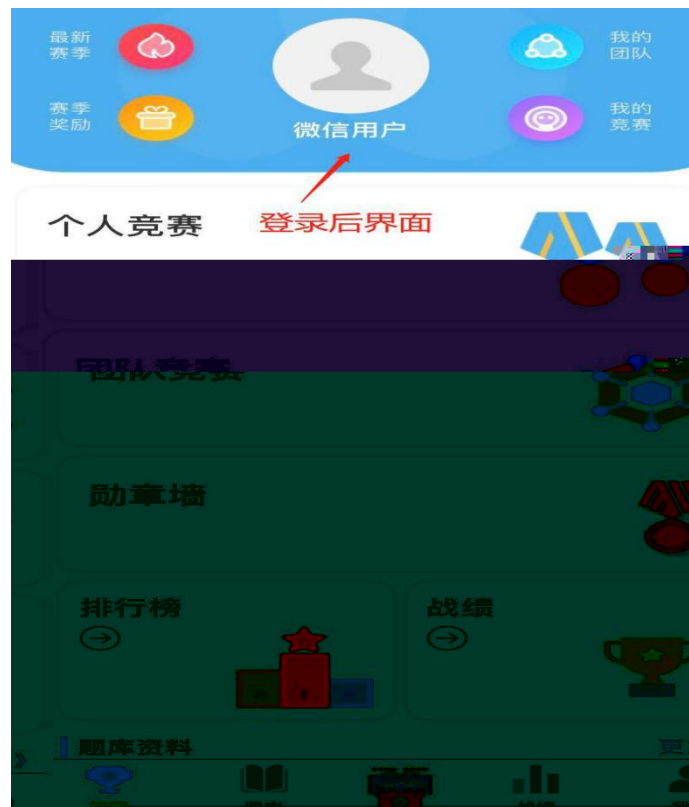 最新
赛季
我的
团队
赛季
奖励
我的
竞赛
微信用户
个人竞赛
登录后界面
团队竞赛
勋章墙
排行榜
战绩
题库资料
更